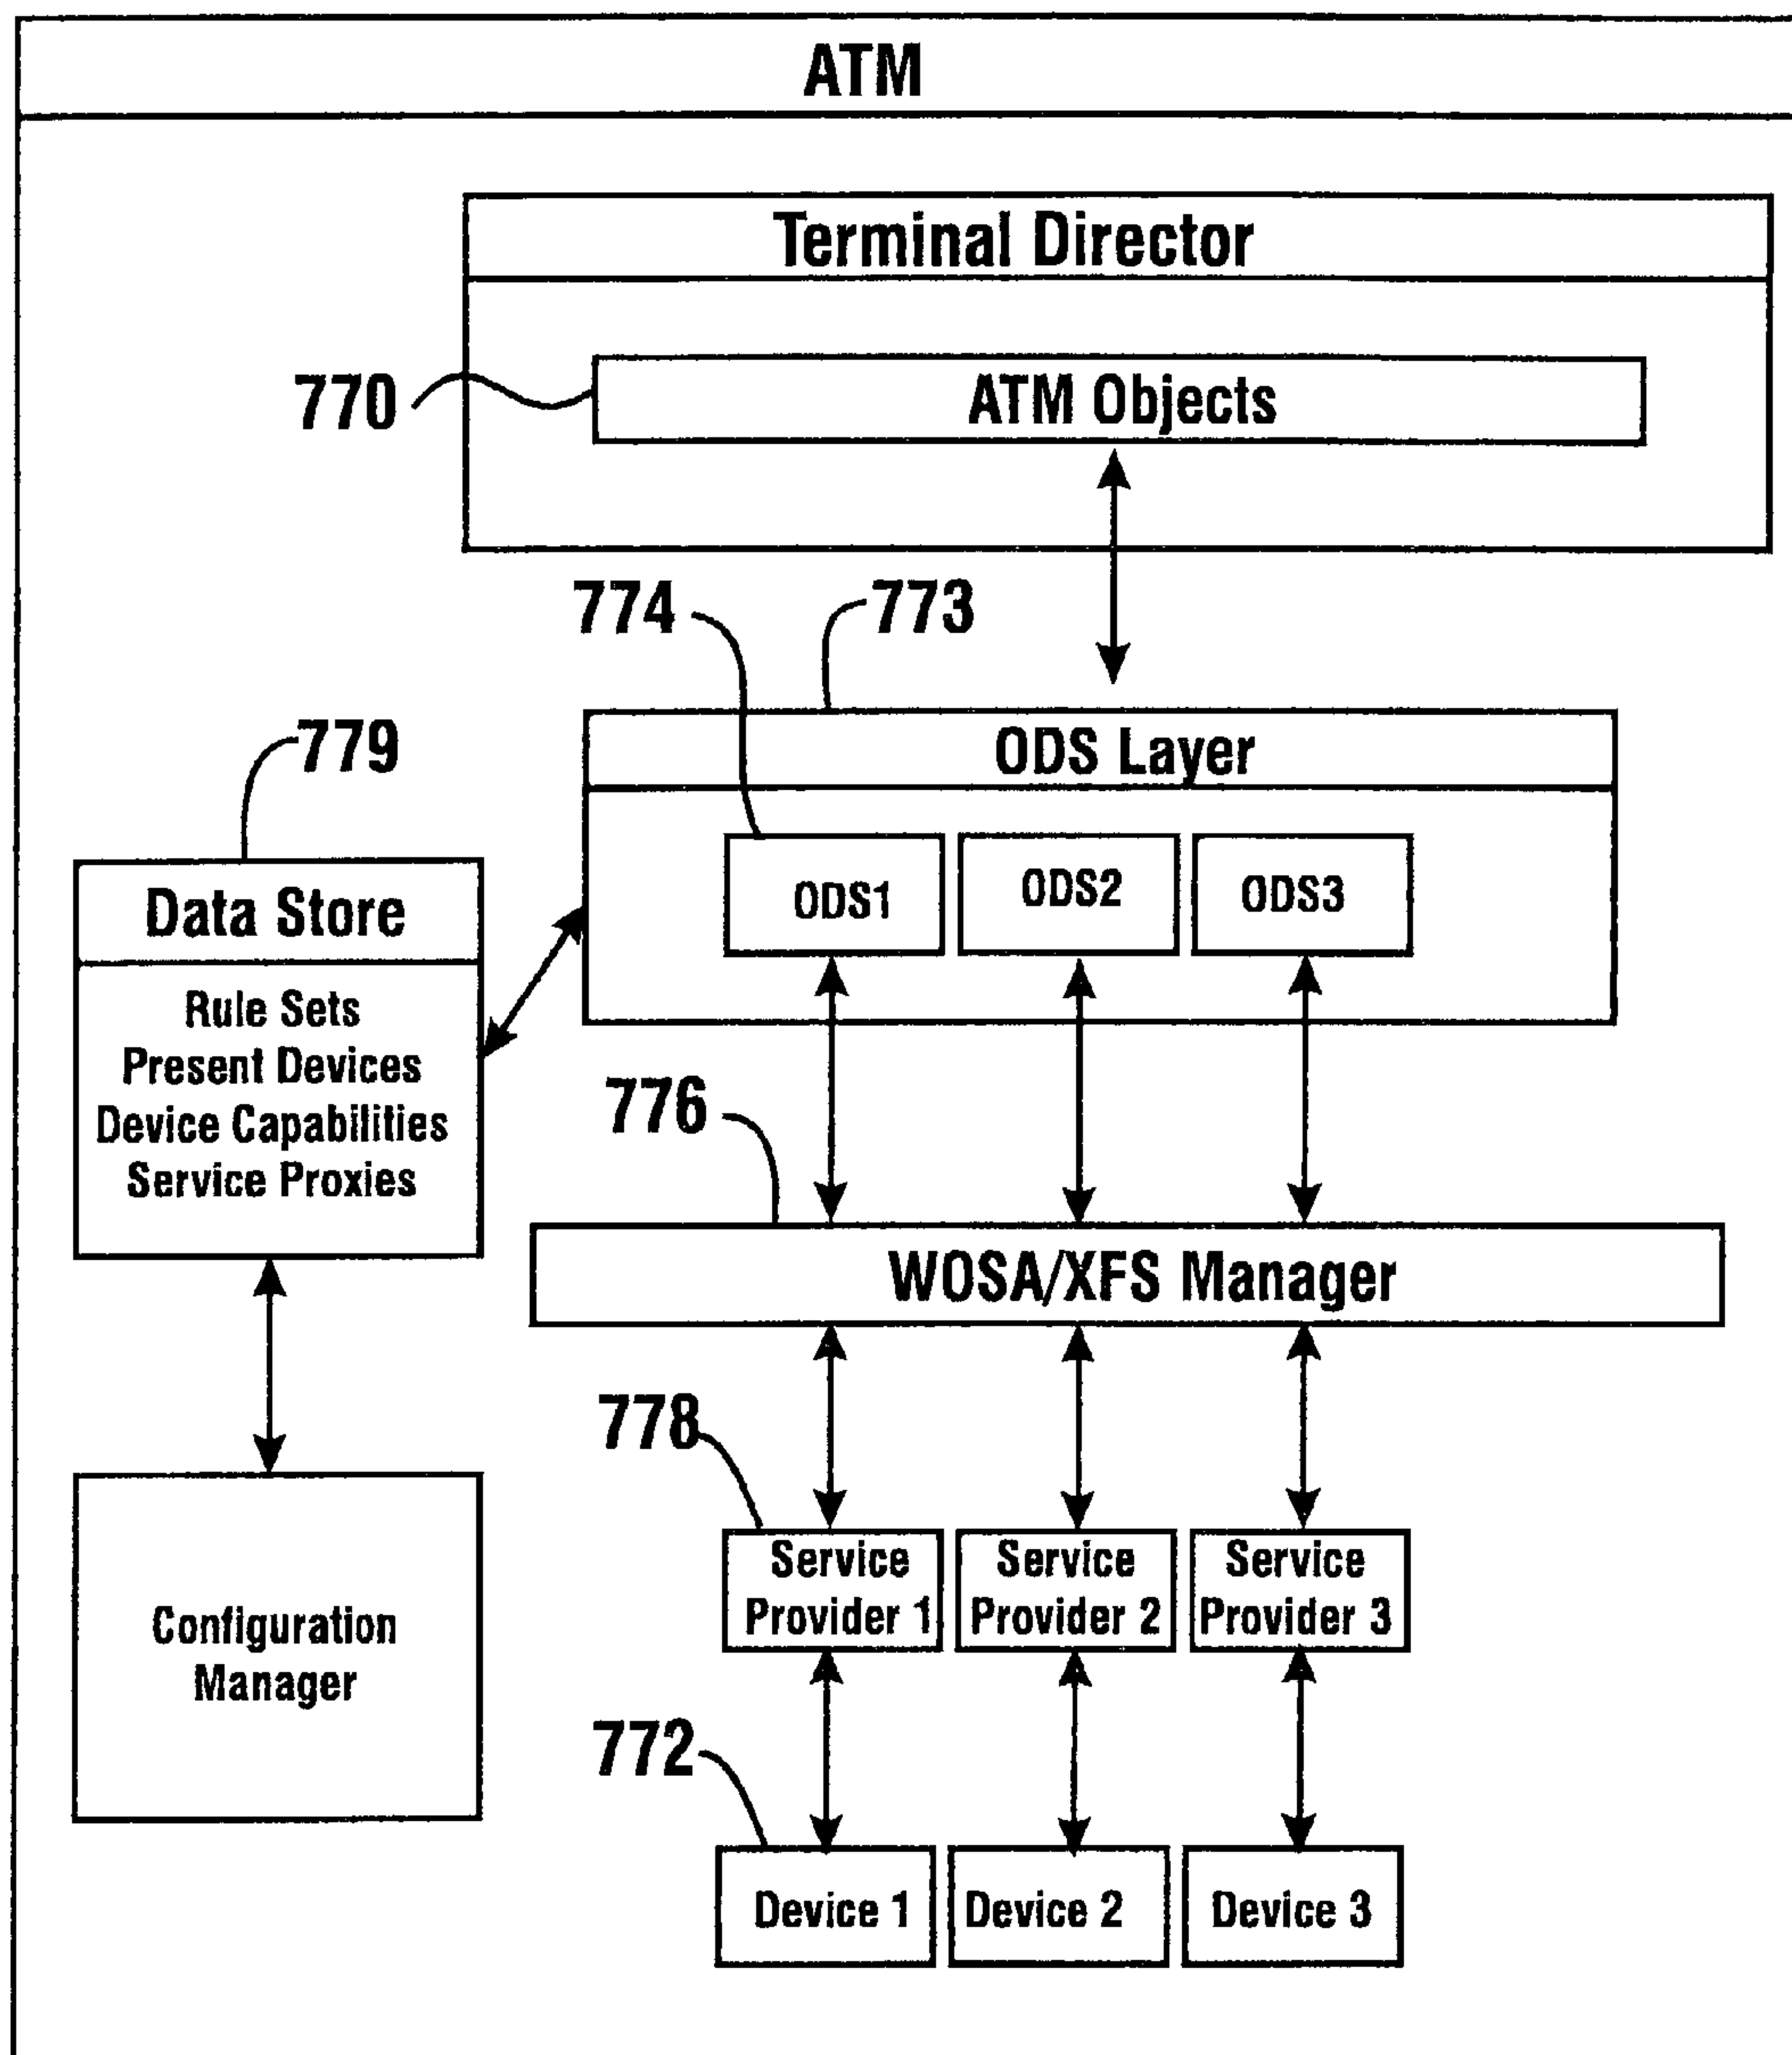 ATM
Terminal Director
770
ATM Objects
774
773
779
ODS Layer
Data Store
ODS1
ODS2
ODS3
Rule Sets
Present Devices
Device Capabilities
Service Proxies
776
WOSA/XFS Manager
778
Configuration
Manager
Service
Provider 1
Service
Provider 2
Service
Provider 3
772
Device 1
Device 2
Device 3